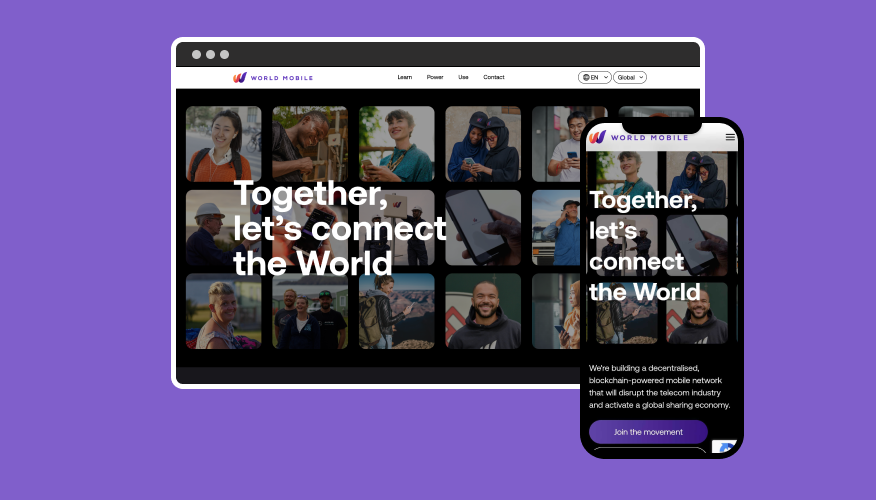 WORLD MOBILE
Learn Power Use Contact
EN Global
Together,
let's connect
the World
WORLD MOBILE
Together,
let's
connect
the World
We're building a decentralised,
blockchain-powered mobile network
that will disrupt the telecom industry
and activate a global sharing economy.
Join the movement